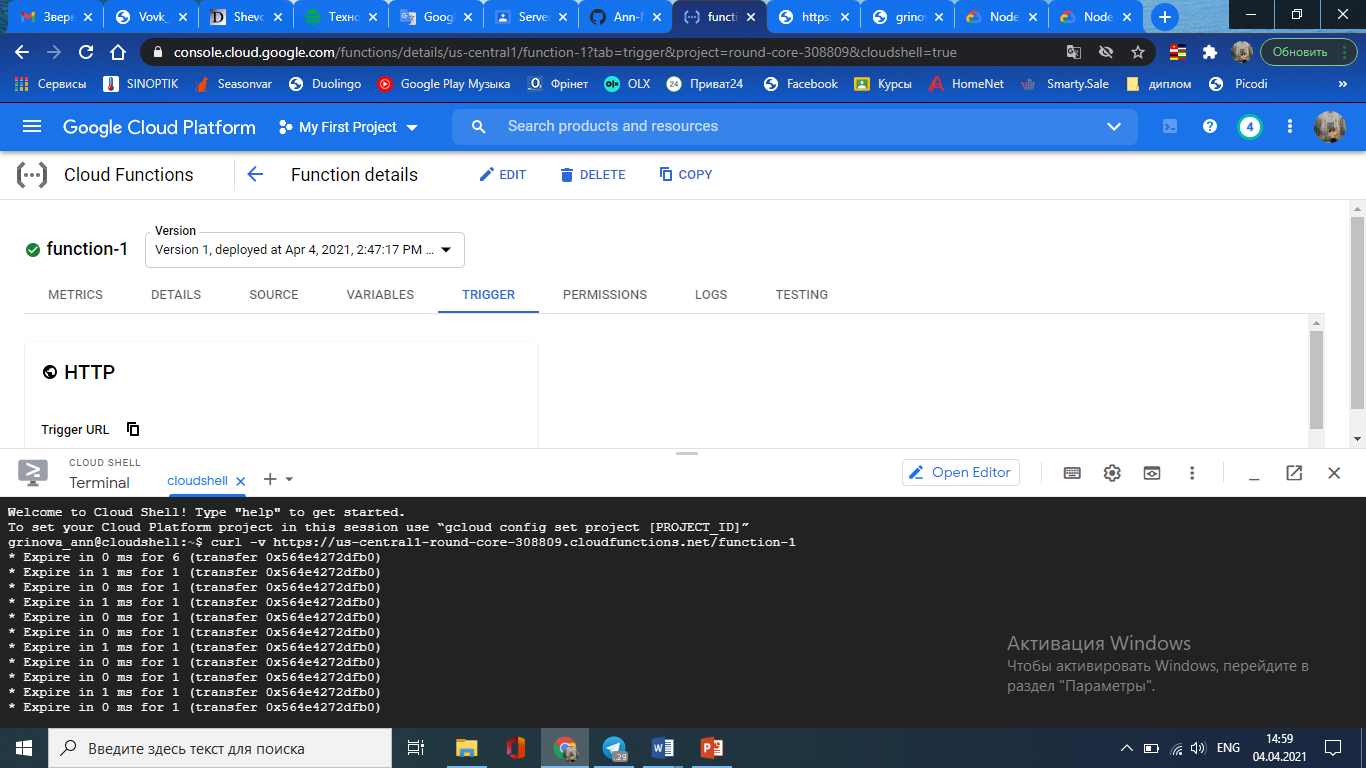 Зверн
Vovk_
Shevc
Техно
Goog
Server
Ann-N
functi
https:
grinov
Node
Node
console.cloud.google.com/functions/details/us-central1/function-1?tab=trigger&project=round-core-308809&cloudshell=true
Обновить
Сервисы
SINOPTIK
Seasonvar
Duolingo
Google Play Музыка
Фрінет
OLX
24
Приват24
Facebook
Курсы
HomeNet
Smarty.Sale
диплом
Picodi
»
Google Cloud Platform
My First Project
Search products and resources
4
Cloud Functions
Function details
EDIT
DELETE
COPY
function-1
Version
Version 1, deployed at Apr 4, 2021, 2:47:17 PM ...
METRICS
DETAILS
SOURCE
VARIABLES
TRIGGER
PERMISSIONS
LOGS
TESTING
HTTP
Trigger URL
CLOUD SHELL
Terminal
cloudshell
Open Editor
Welcome to Cloud Shell! Type "help" to get started.
To set your Cloud Platform project in this session use “gcloud config set project [PROJECT_ID]”
grinova_ann@cloudshell:~$ curl -v https://us-central1-round-core-308809.cloudfunctions.net/function-1
* Expire in 0 ms for 6 (transfer 0x564e4272dfb0)
* Expire in 1 ms for 1 (transfer 0x564e4272dfb0)
* Expire in 0 ms for 1 (transfer 0x564e4272dfb0)
* Expire in 1 ms for 1 (transfer 0x564e4272dfb0)
* Expire in 0 ms for 1 (transfer 0x564e4272dfb0)
* Expire in 0 ms for 1 (transfer 0x564e4272dfb0)
* Expire in 1 ms for 1 (transfer 0x564e4272dfb0)
* Expire in 0 ms for 1 (transfer 0x564e4272dfb0)
* Expire in 0 ms for 1 (transfer 0x564e4272dfb0)
* Expire in 1 ms for 1 (transfer 0x564e4272dfb0)
* Expire in 0 ms for 1 (transfer 0x564e4272dfb0)
Активация Windows
Чтобы активировать Windows, перейдите в
раздел "Параметры".
Введите здесь текст для поиска
29
ENG
14:59
04.04.2021